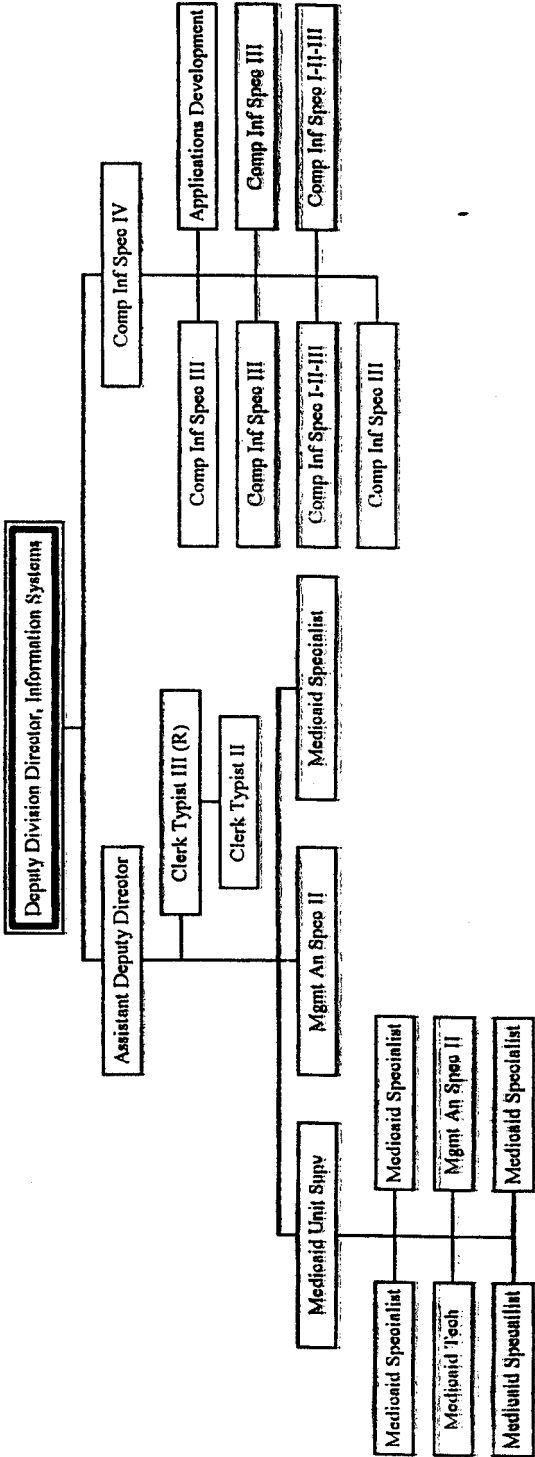 Deputy Division Director, Information Systems
Assistant Deputy Director
Comp Inf Spec IV
Clerk Typist III (R)
Clerk Typist II
Medicaid Unit Supv
Mgmt An Spec II
Medicaid Specialist
Medicaid Specialist
Medicaid Specialist
Medicaid Tech
Mgmt An Spec II
Medicaid Specailist
Medicaid Specialist
Comp Inf Spec III
Applications Development
Comp Inf Spec III
Comp Inf Spec III
Comp Inf Spec I-II-III
Comp Inf Spec I-II-III
Comp Inf Spec III